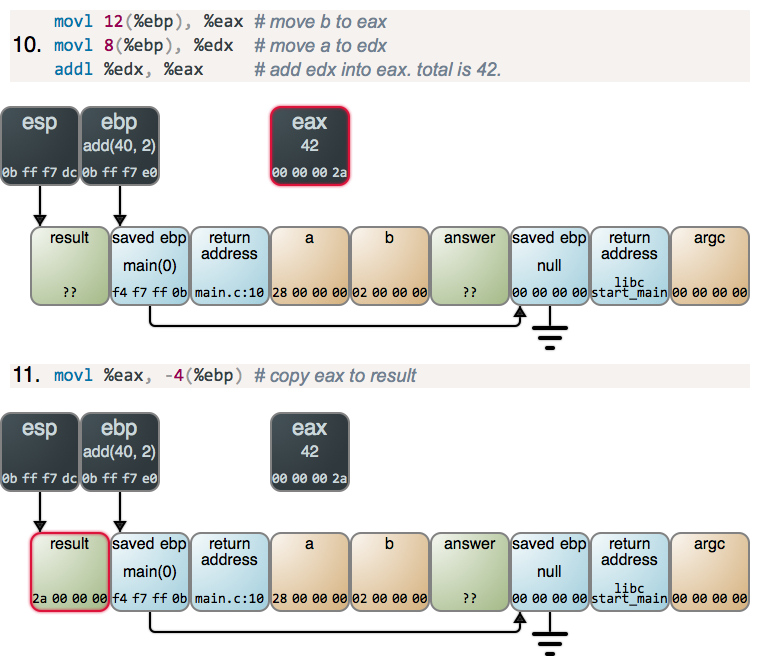 movl 12(%ebp), %eax # move b to eax
10. movl 8(%ebp), %edx # move a to edx
addl %edx, %eax # add edx into eax. total is 42.
esp ebp eax
add(40, 2) 42
0b ff f7 dc 0b ff f7 e0 00 00 00 2a
result saved ebp return address a b answer saved ebp return address argc
main(0) null libc
?? f4 f7 ff 0b main.c:10 28 00 00 00 02 00 00 00 ?? 00 00 00 00 start_main 00 00 00 00
11. movl %eax, -4(%ebp) # copy eax to result
esp ebp eax
add(40, 2) 42
0b ff f7 dc 0b ff f7 e0 00 00 00 2a
result saved ebp return address a b answer saved ebp return address argc
main(0) null libc
2a 00 00 00 f4 f7 ff 0b main.c:10 28 00 00 00 02 00 00 00 ?? 00 00 00 00 start_main 00 00 00 00